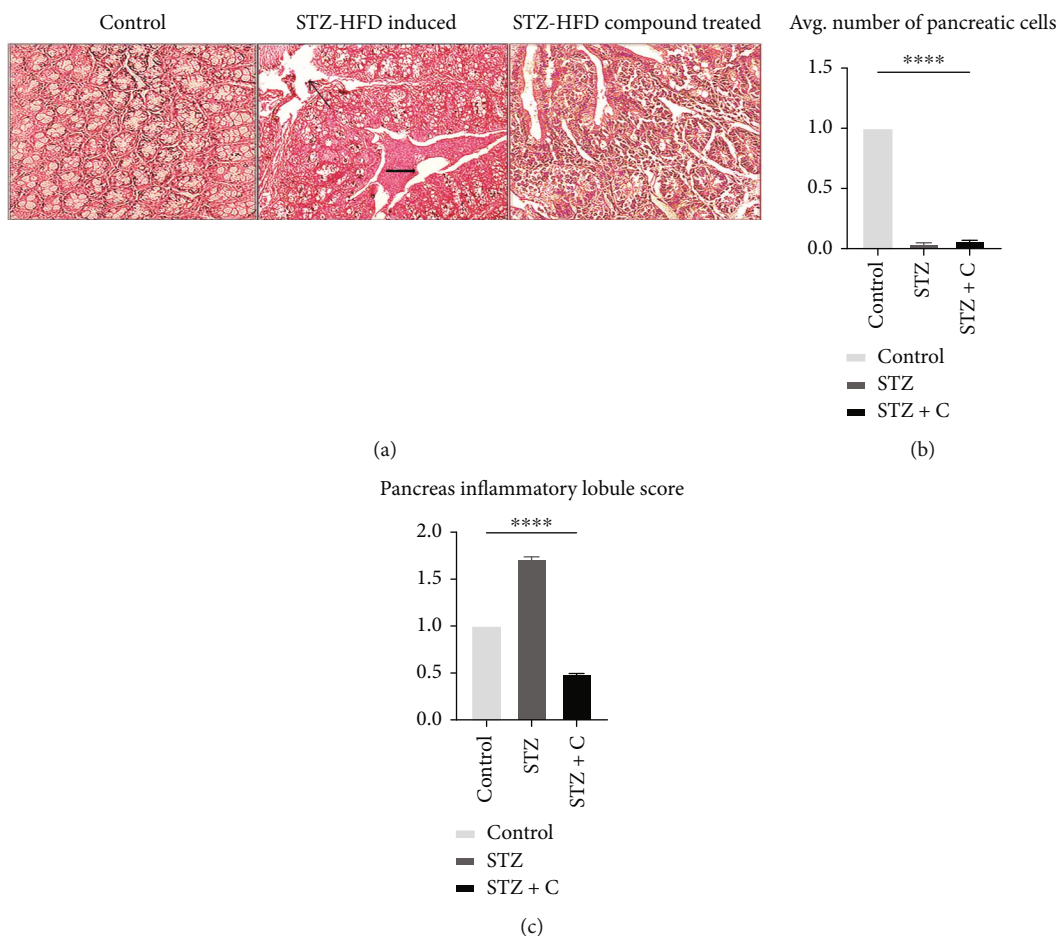 Control
STZ-HFD induced
STZ-HFD compound treated
(a)
Avg. number of pancreatic cells
1.5
1.0
0.5
0.0
****
Control
STZ
STZ + C
Control
STZ
STZ + C
(b)
Pancreas inflammatory lobule score
2.0
1.5
1.0
0.5
0.0
****
Control
STZ
STZ + C
Control
STZ
STZ + C
(c)